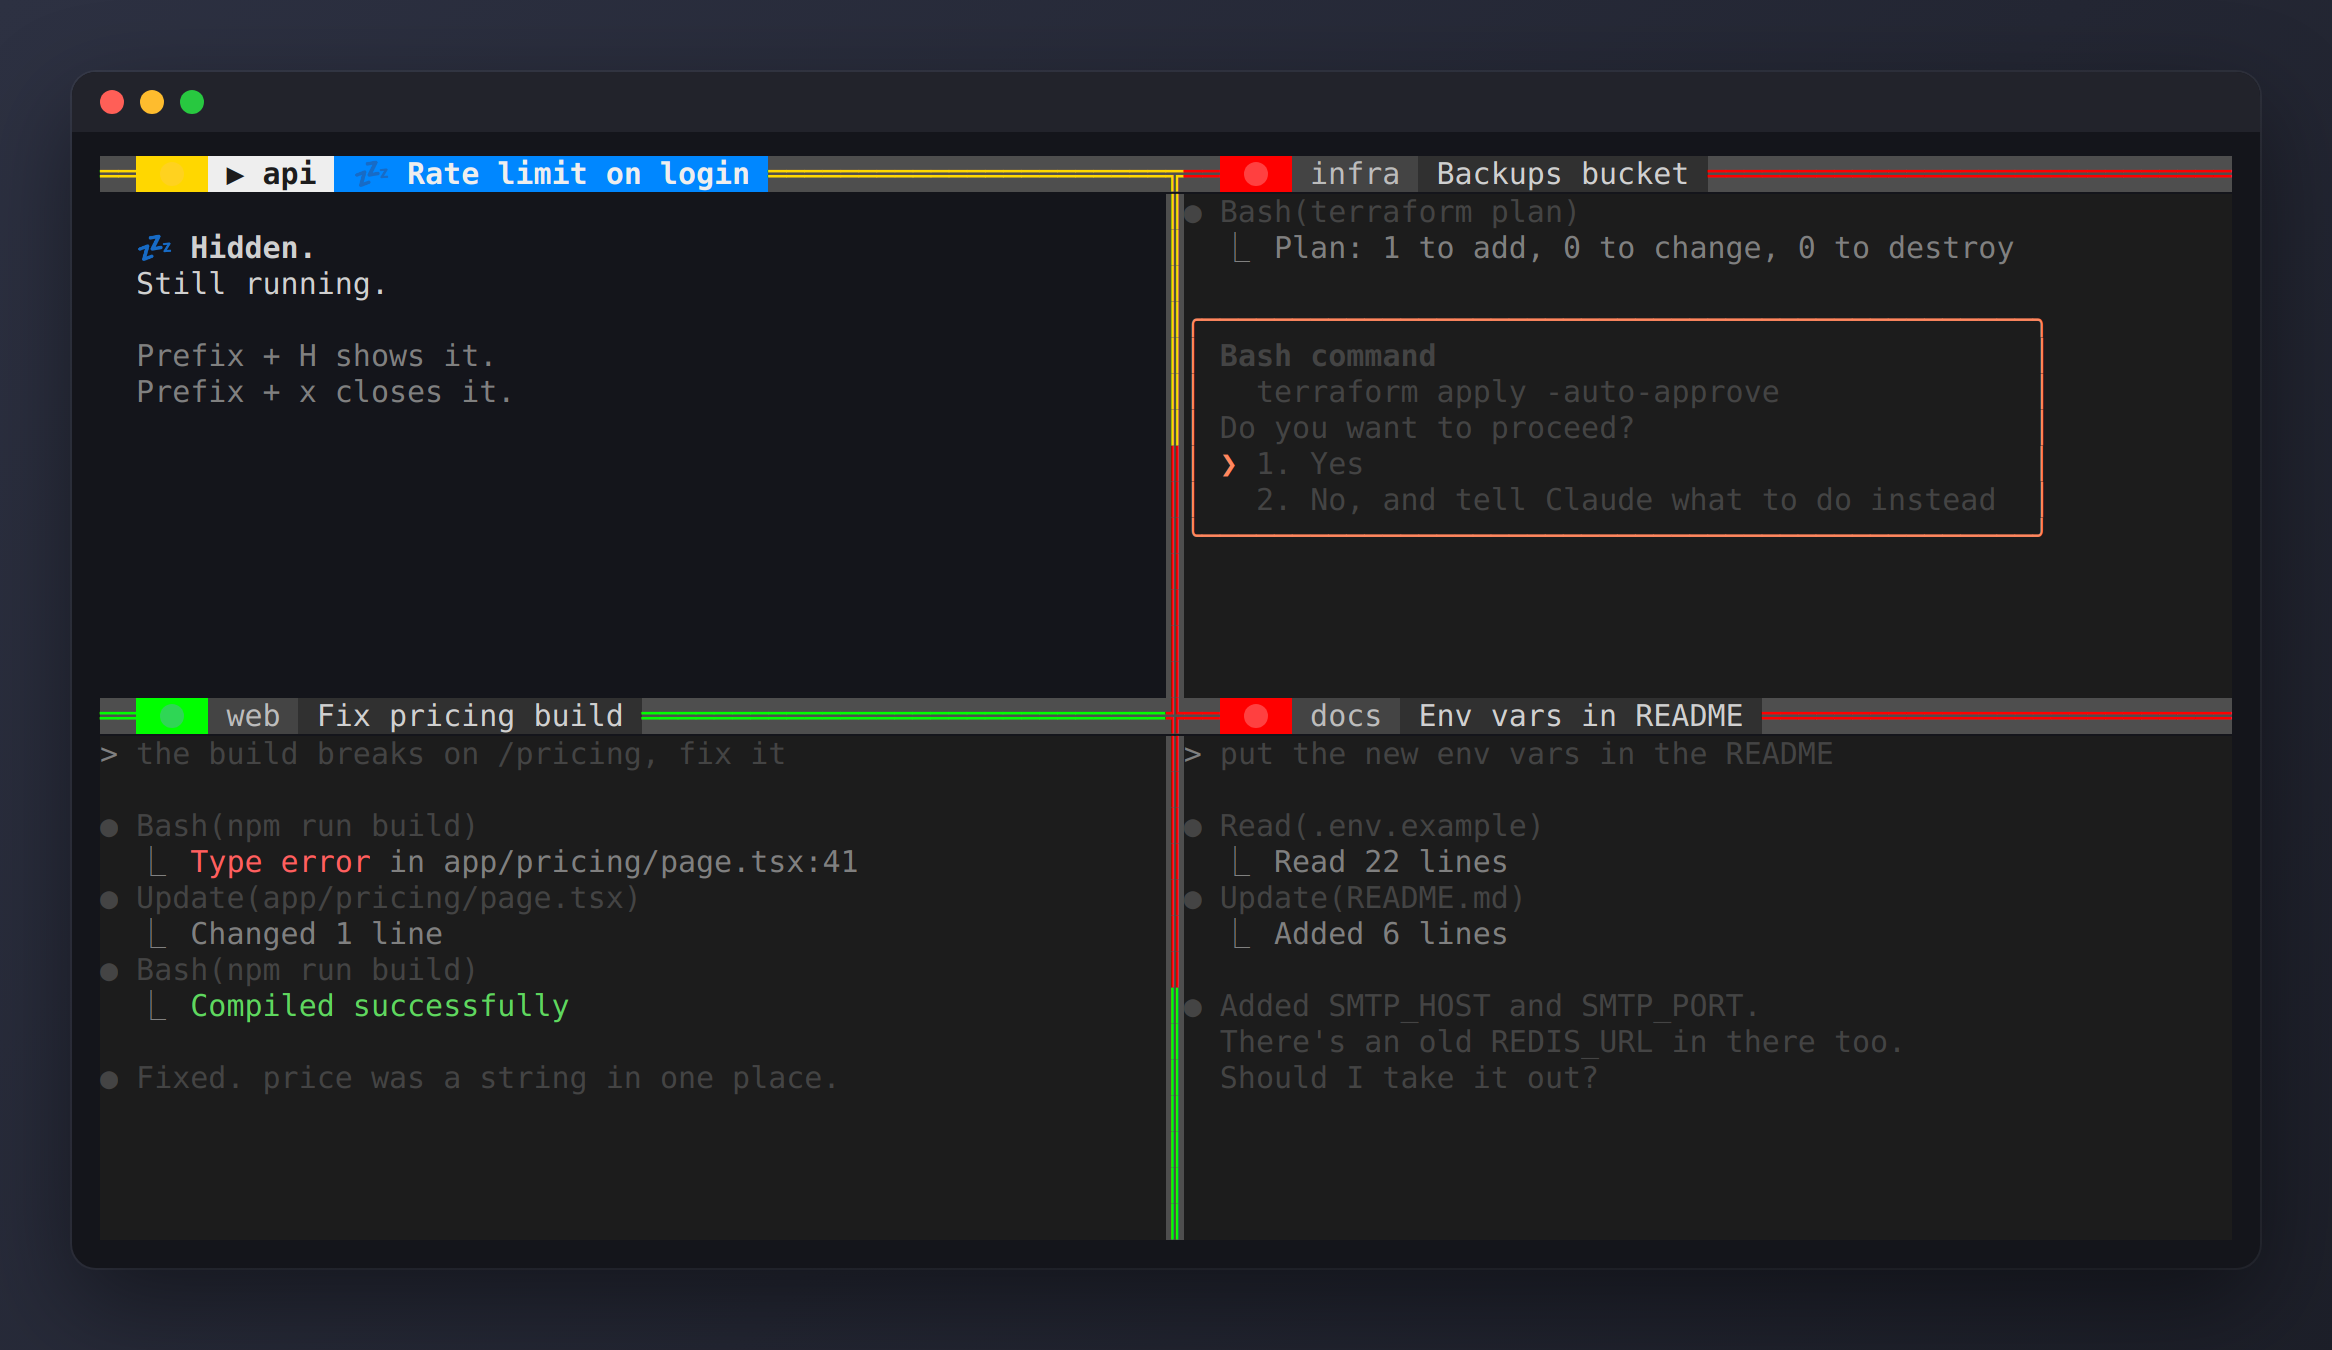 ▶ api 💤 Rate limit on login
💤 Hidden.
Still running.
Prefix + H shows it.
Prefix + x closes it.
infra Backups bucket
● Bash(terraform plan)
⎿ Plan: 1 to add, 0 to change, 0 to destroy
Bash command
terraform apply -auto-approve
Do you want to proceed?
❯ 1. Yes
2. No, and tell Claude what to do instead
web Fix pricing build
> the build breaks on /pricing, fix it
● Bash(npm run build)
⎿ Type error in app/pricing/page.tsx:41
● Update(app/pricing/page.tsx)
⎿ Changed 1 line
● Bash(npm run build)
⎿ Compiled successfully
● Fixed. price was a string in one place.
docs Env vars in README
> put the new env vars in the README
● Read(.env.example)
⎿ Read 22 lines
● Update(README.md)
⎿ Added 6 lines
● Added SMTP_HOST and SMTP_PORT.
There's an old REDIS_URL in there too.
Should I take it out?